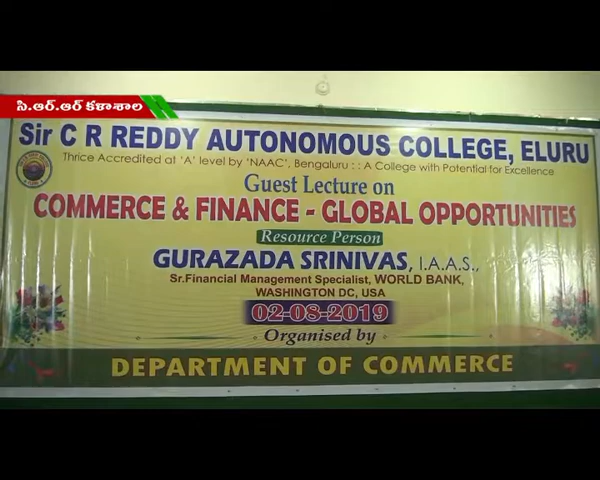 సి.ఆర్.ఆర్ కళాశాల
Sir C R REDDY AUTONOMOUS COLLEGE, ELURU
Thrice Accredited at 'A' level by 'NAAC', Bengaluru : : A College with Potential for Excellence
Guest Lecture on
COMMERCE & FINANCE - GLOBAL OPPORTUNITIES
Resource Person
GURAZADA SRINIVAS, I.A.A.S.,
Sr.Financial Management Specialist, WORLD BANK,
WASHINGTON DC, USA
02-08-2019
Organised by
DEPARTMENT OF COMMERCE